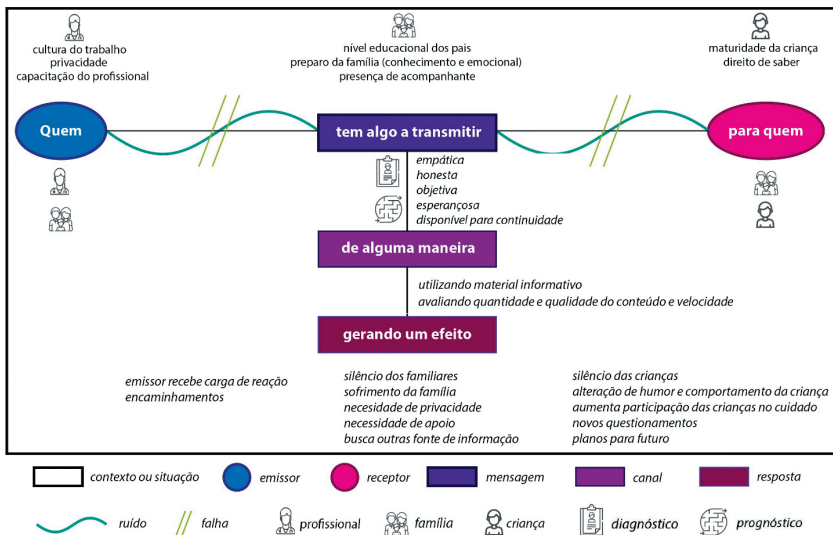 cultura do trabalho
privacidade
capacitação do profissional
nível educacional dos pais
preparo da família (conhecimento e emocional)
presença de acompanhante
maturidade da criança
direito de saber
Quem
tem algo a transmitir
para quem
empática
honesta
objetiva
esperançosa
disponível para continuidade
de alguma maneira
utilizando material informativo
avaliando quantidade e qualidade do conteúdo e velocidade
gerando um efeito
emissor recebe carga de reação
encaminhamentos
silêncio dos familiares
sofrimento da família
necesidade de privacidade
necessidade de apoio
busca outras fonte de informação
silêncio das crianças
alteração de humor e comportamento da criança
aumenta participação das crianças no cuidado
novos questionamentos
planos para futuro
contexto ou situação
emissor
receptor
mensagem
canal
resposta
ruído
falha
profissional
família
criança
diagnóstico
prognóstico